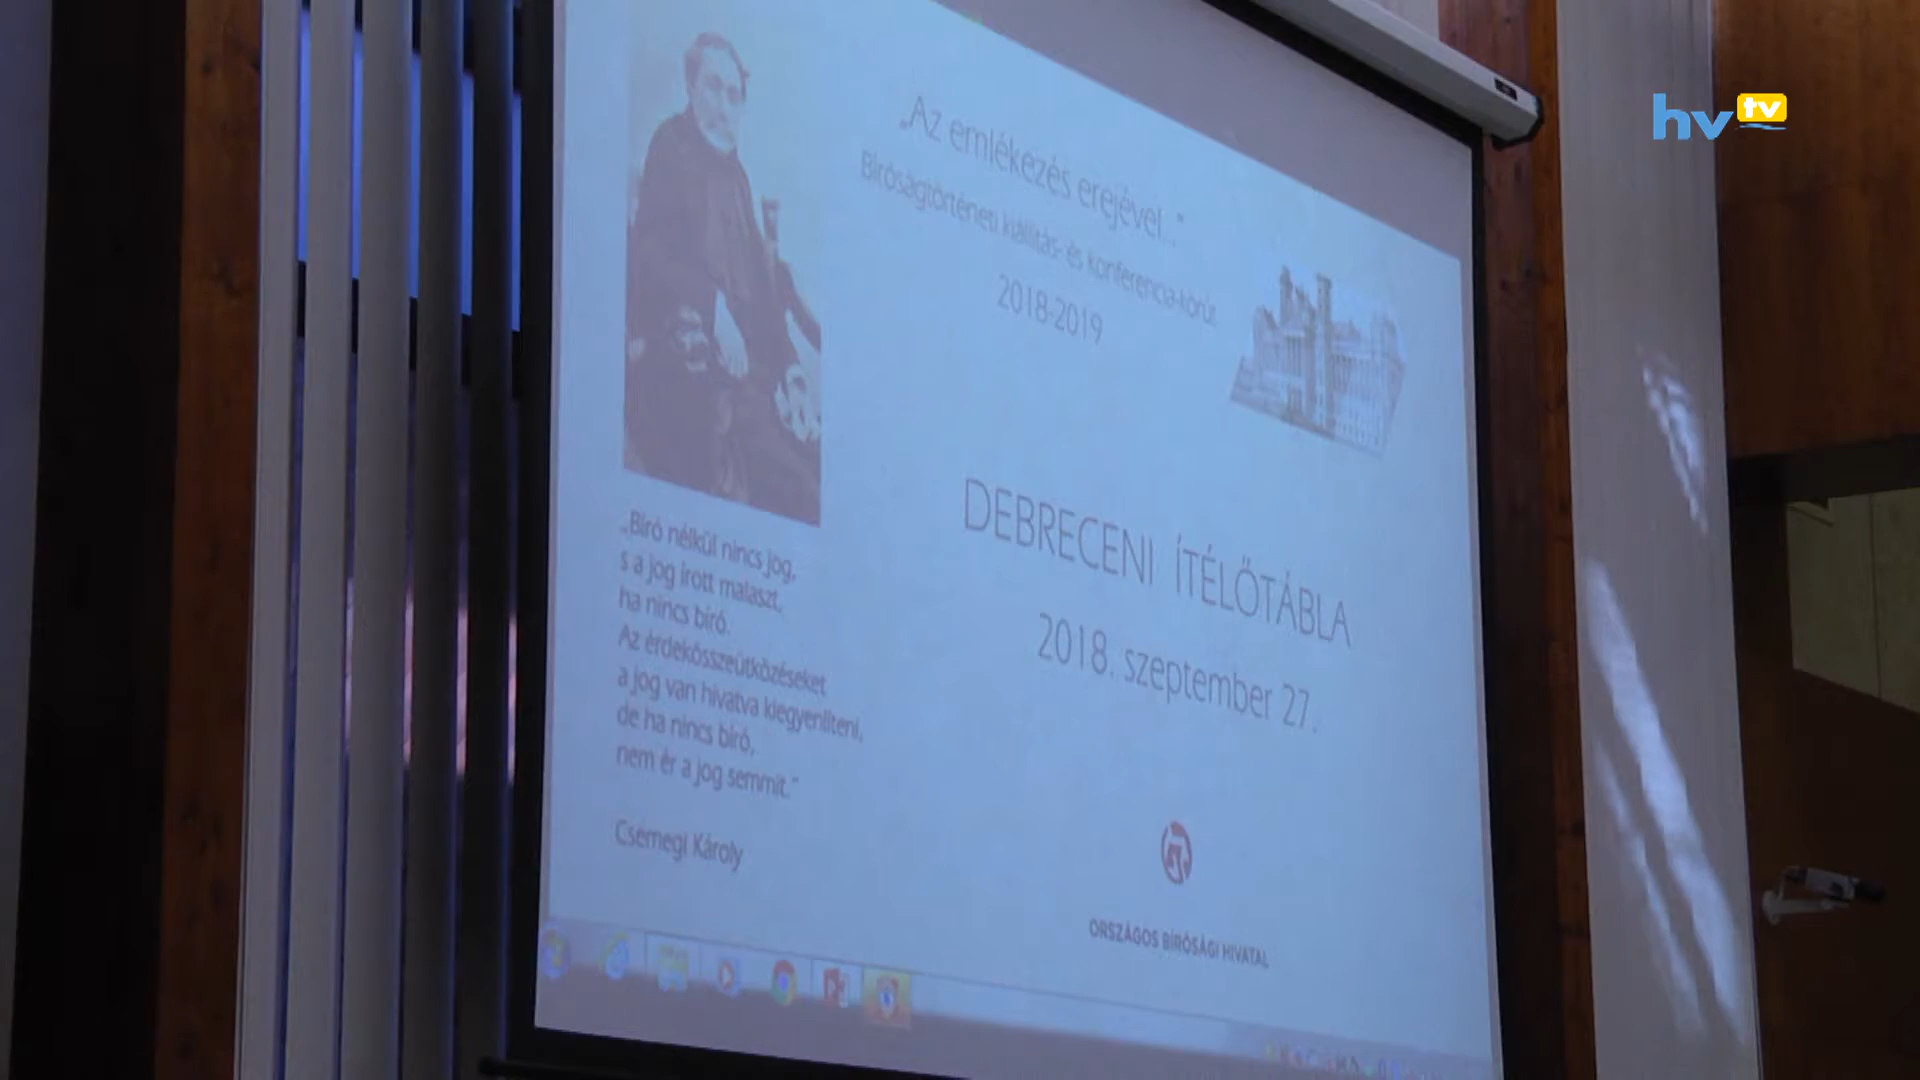 hv tv
„Az emlékezés erejével..."
Bíróságtörténeti kiállítás- és konferencia-körút
2018-2019
DEBRECENI ÍTÉLŐTÁBLA
2018. szeptember 27.
„Bíró nélkül nincs jog,
s a jog írott malaszt,
ha nincs bíró.
Az érdekösszeütközéseket
a jog van hivatva kiegyenlíteni,
de ha nincs bíró,
nem ér a jog semmit."
Csemegi Károly
ORSZÁGOS BÍRÓSÁGI HIVATAL